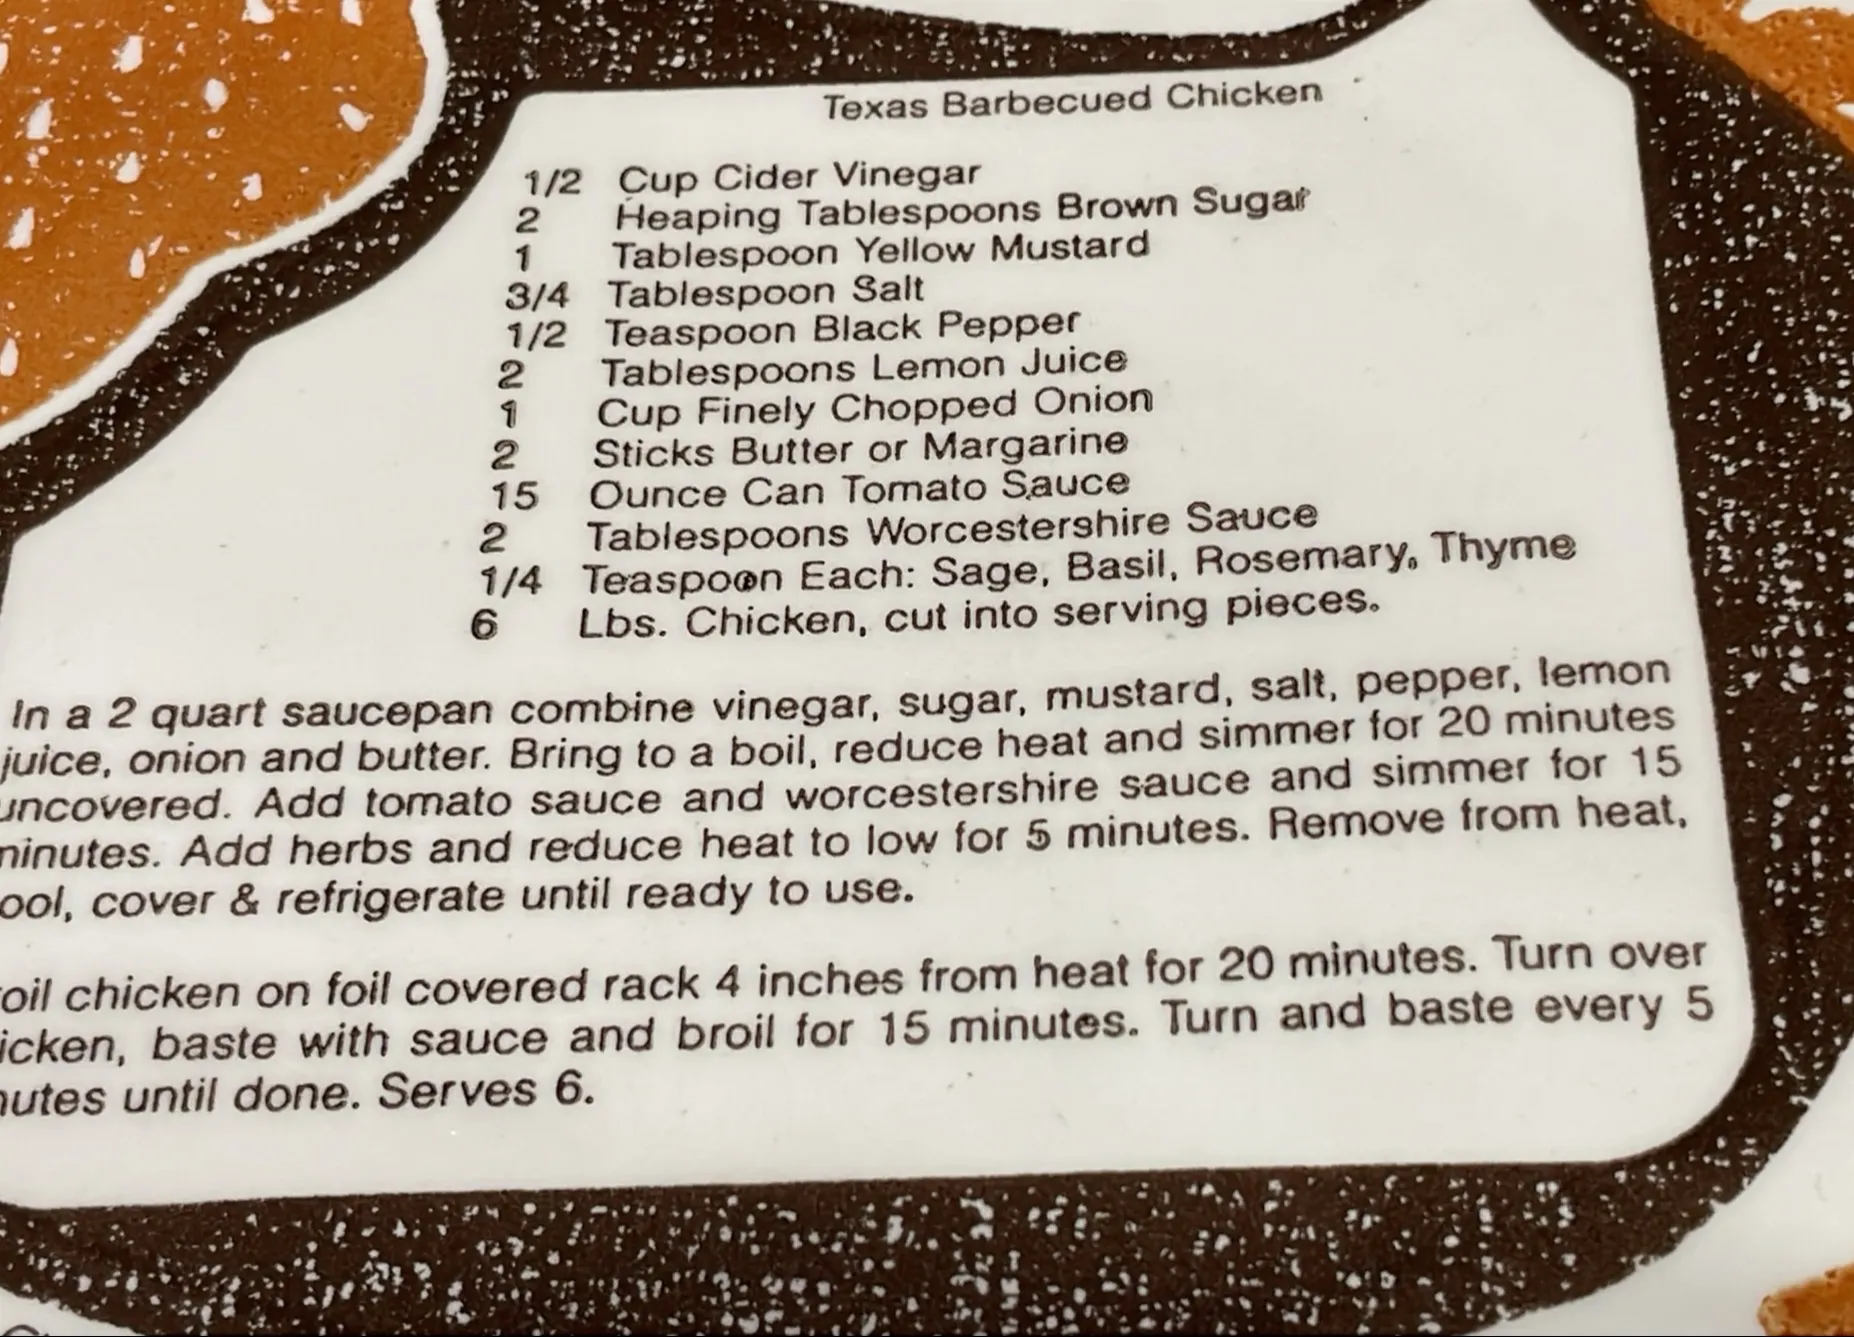 Texas Barbecued Chicken
1/2 Cup Cider Vinegar
2 Heaping Tablespoons Brown Sugar
1 Tablespoon Yellow Mustard
3/4 Tablespoon Salt
1/2 Teaspoon Black Pepper
2 Tablespoons Lemon Juice
1 Cup Finely Chopped Onion
2 Sticks Butter or Margarine
15 Ounce Can Tomato Sauce
2 Tablespoons Worcestershire Sauce
1/4 Teaspoon Each: Sage, Basil, Rosemary, Thyme
6 Lbs. Chicken, cut into serving pieces.
In a 2 quart saucepan combine vinegar, sugar, mustard, salt, pepper, lemon
juice, onion and butter. Bring to a boil, reduce heat and simmer for 20 minutes
uncovered. Add tomato sauce and worcestershire sauce and simmer for 15
minutes. Add herbs and reduce heat to low for 5 minutes. Remove from heat,
ool, cover & refrigerate until ready to use.
oil chicken on foil covered rack 4 inches from heat for 20 minutes. Turn over
icken, baste with sauce and broil for 15 minutes. Turn and baste every 5
nutes until done. Serves 6.